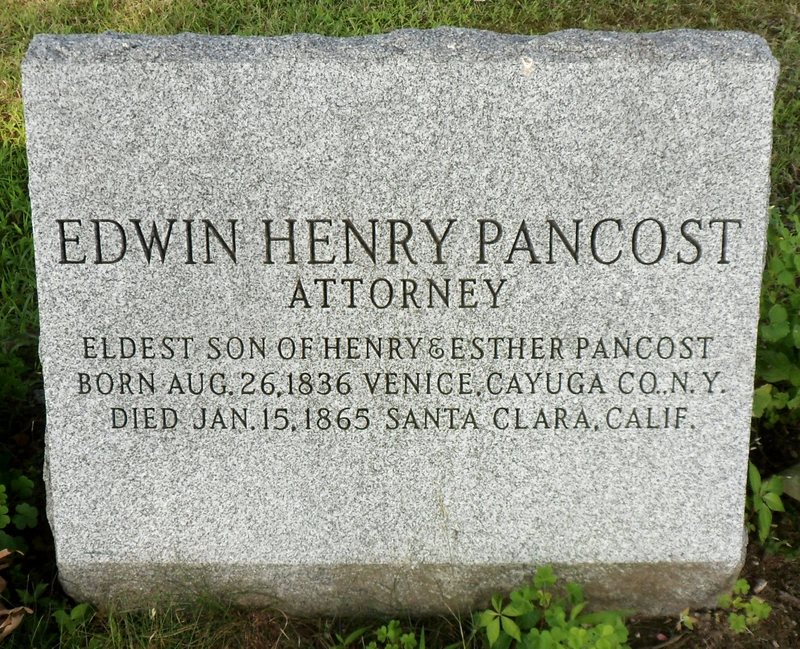 EDWIN HENRY PANCOST
ATTORNEY
ELDEST SON OF HENRY & ESTHER PANCOST
BORN AUG. 26, 1836 VENICE, CAYUGA CO., N.Y.
DIED JAN. 15, 1865 SANTA CLARA, CALIF.